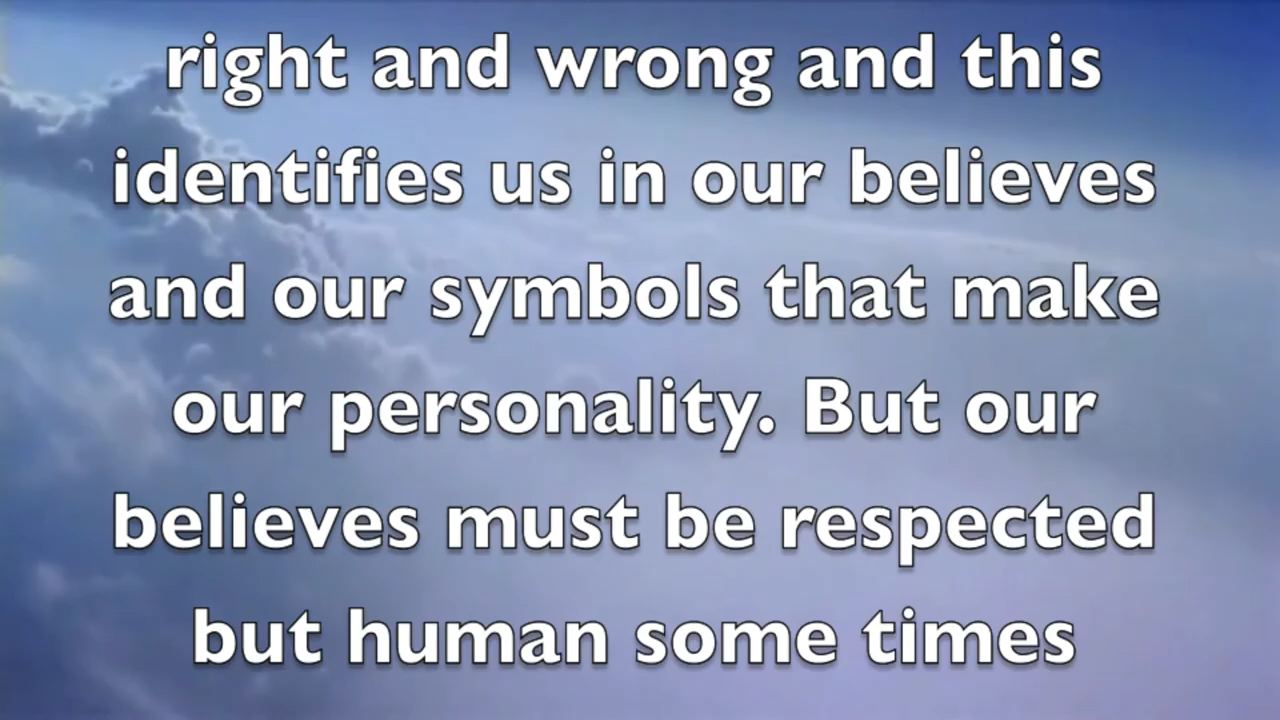 right and wrong and this
identifies us in our believes
and our symbols that make
our personality. But our
believes must be respected
but human some times